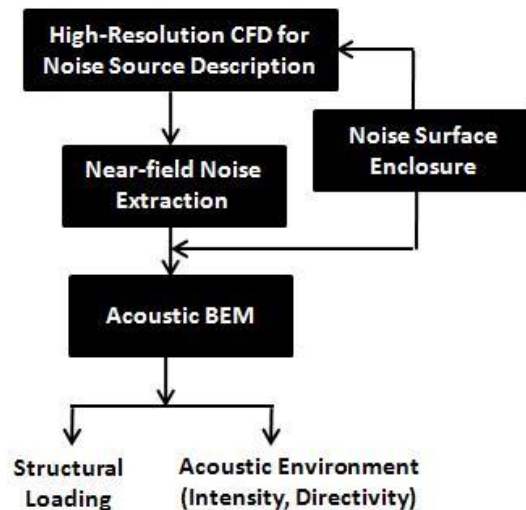 High-Resolution CFD for
Noise Source Description
Noise Surface
Enclosure
Near-field Noise
Extraction
Acoustic BEM
Structural
Loading
Acoustic Environment
(Intensity, Directivity)